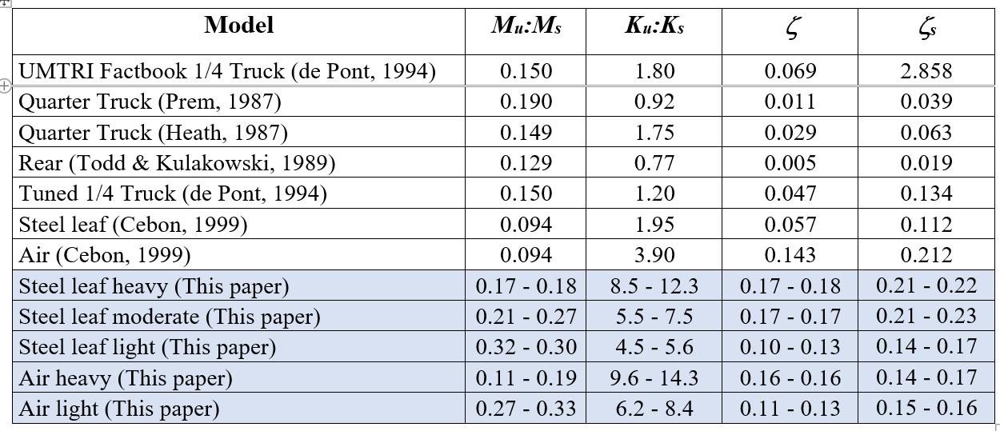 Model Mu:Ms Ku:Ks ζ ζs
UMTRI Factbook 1/4 Truck (de Pont, 1994) 0.150 1.80 0.069 2.858
Quarter Truck (Prem, 1987) 0.190 0.92 0.011 0.039
Quarter Truck (Heath, 1987) 0.149 1.75 0.029 0.063
Rear (Todd & Kulakowski, 1989) 0.129 0.77 0.005 0.019
Tuned 1/4 Truck (de Pont, 1994) 0.150 1.20 0.047 0.134
Steel leaf (Cebon, 1999) 0.094 1.95 0.057 0.112
Air (Cebon, 1999) 0.094 3.90 0.143 0.212
Steel leaf heavy (This paper) 0.17 - 0.18 8.5 - 12.3 0.17 - 0.18 0.21 - 0.22
Steel leaf moderate (This paper) 0.21 - 0.27 5.5 - 7.5 0.17 - 0.17 0.21 - 0.23
Steel leaf light (This paper) 0.32 - 0.30 4.5 - 5.6 0.10 - 0.13 0.14 - 0.17
Air heavy (This paper) 0.11 - 0.19 9.6 - 14.3 0.16 - 0.16 0.14 - 0.17
Air light (This paper) 0.27 - 0.33 6.2 - 8.4 0.11 - 0.13 0.15 - 0.16